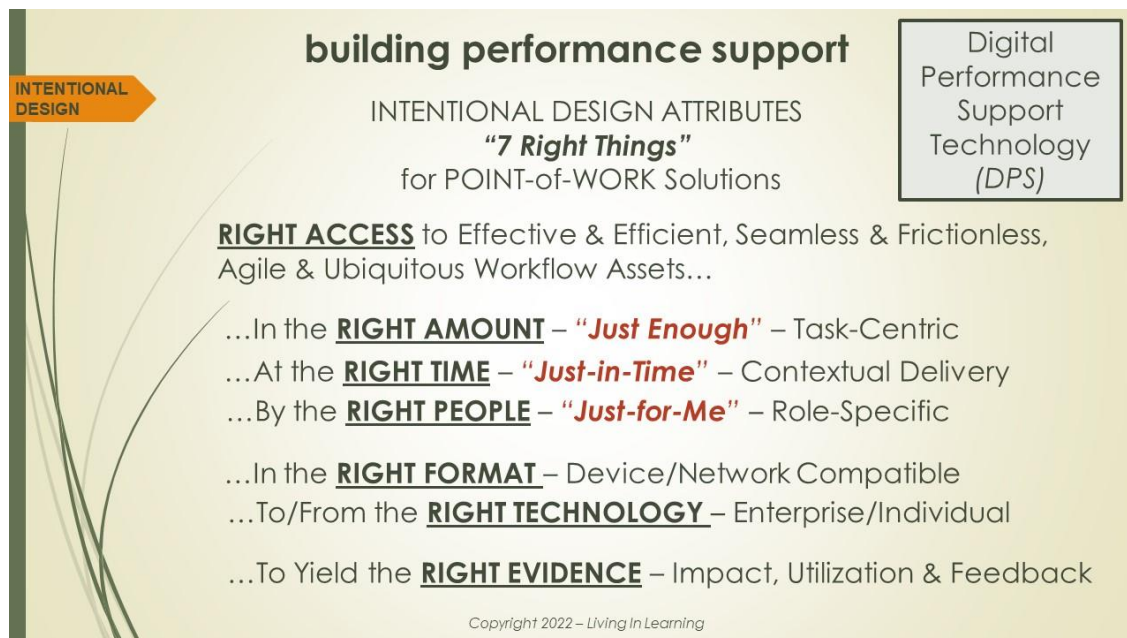 building performance support
Digital
Performance
Support
Technology
(DPS)
INTENTIONAL
DESIGN
INTENTIONAL DESIGN ATTRIBUTES
“7 Right Things”
for POINT-of-WORK Solutions
RIGHT ACCESS to Effective & Efficient, Seamless & Frictionless,
Agile & Ubiquitous Workflow Assets…
…In the RIGHT AMOUNT – “Just Enough” – Task-Centric
…At the RIGHT TIME – “Just-in-Time” – Contextual Delivery
…By the RIGHT PEOPLE – “Just-for-Me” – Role-Specific
…In the RIGHT FORMAT – Device/Network Compatible
…To/From the RIGHT TECHNOLOGY – Enterprise/Individual
…To Yield the RIGHT EVIDENCE – Impact, Utilization & Feedback
Copyright 2022 – Living In Learning